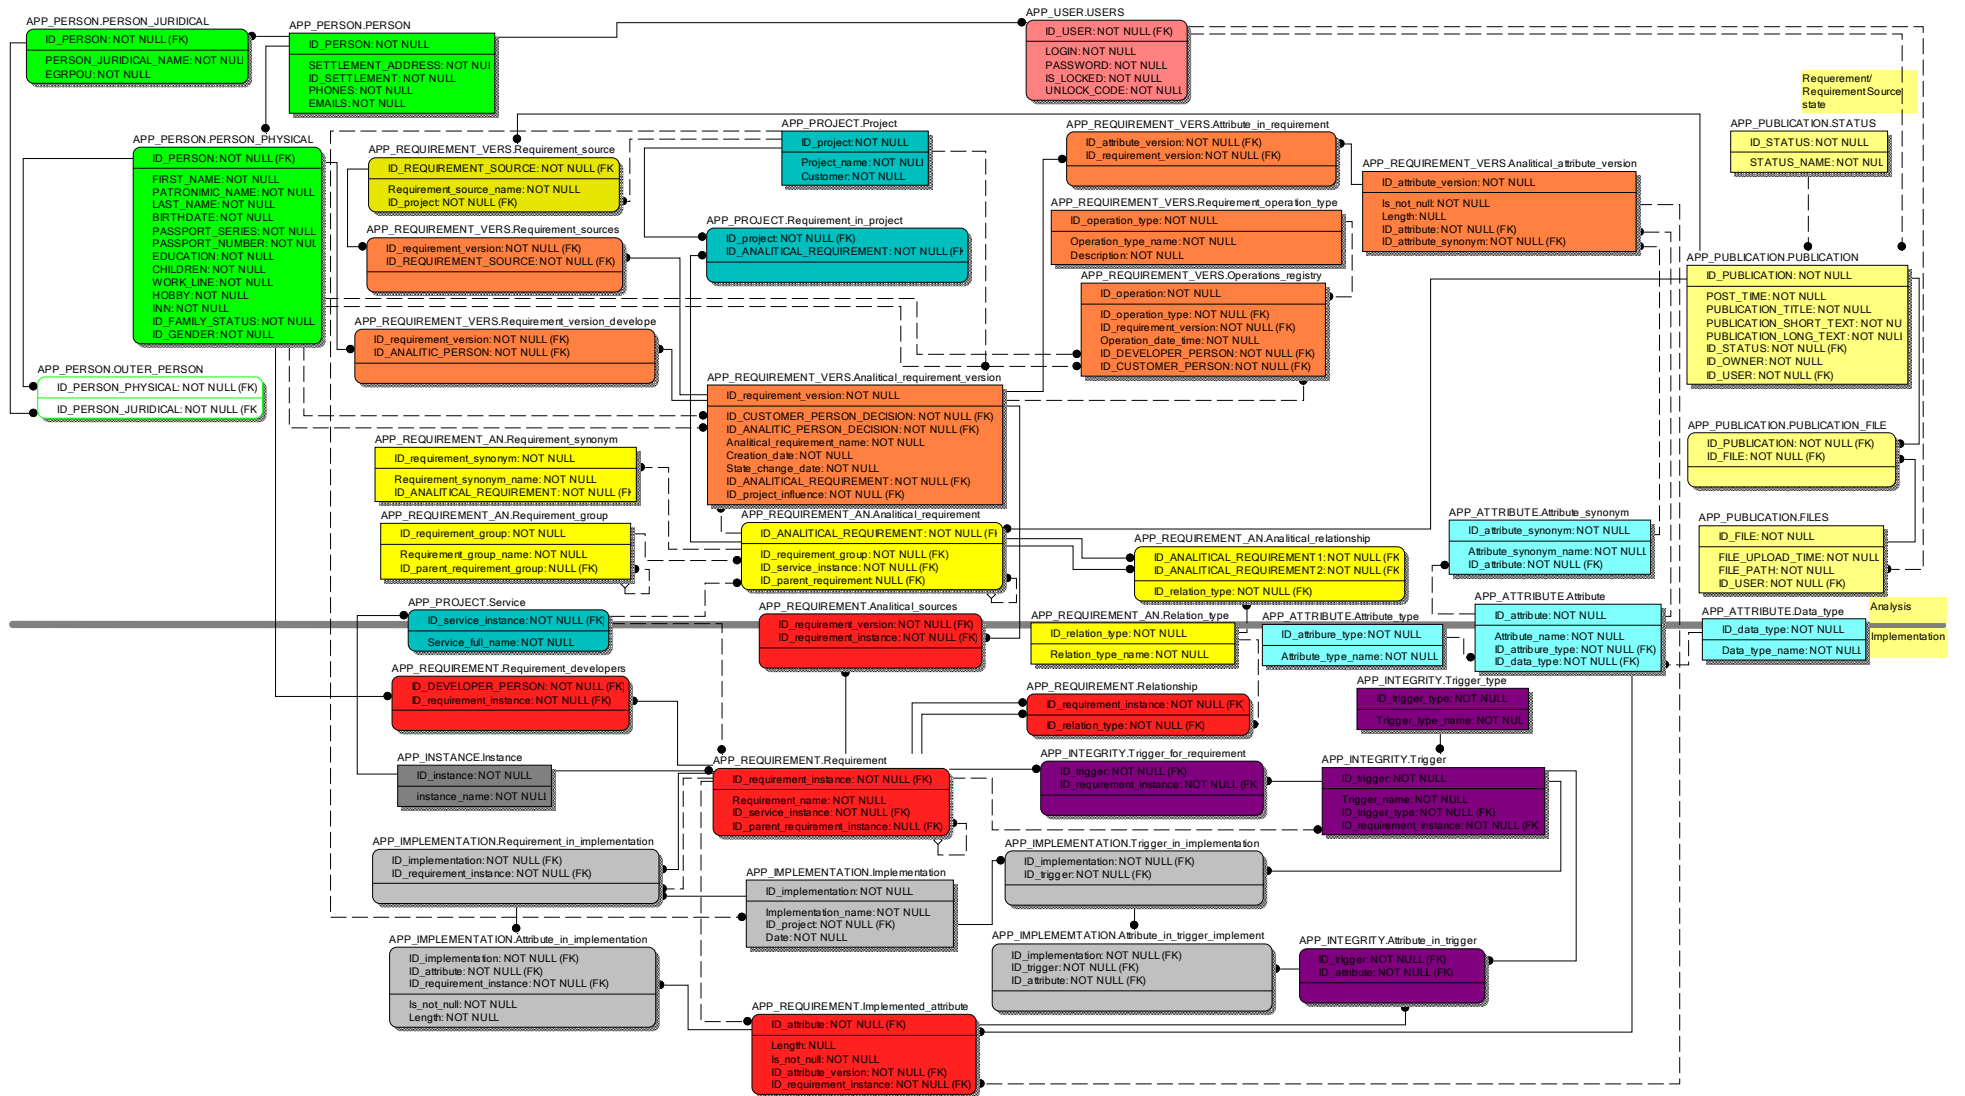 APP_PERSON.PERSON_JURIDICAL
ID_PERSON: NOT NULL (FK)
PERSON_JURIDICAL_NAME: NOT NUL
EGRPOU: NOT NULL
APP_PERSON.PERSON
ID_PERSON: NOT NULL
SETTLEMENT_ADDRESS: NOT NUL
ID_SETTLEMENT: NOT NULL
PHONES: NOT NULL
EMAILS: NOT NULL
APP_USER.USERS
ID_USER: NOT NULL (FK)
LOGIN: NOT NULL
PASSWORD: NOT NULL
IS_LOCKED: NOT NULL
UNLOCK_CODE: NOT NULL
Requerement/
RequirementSource
state
APP_PUBLICATION.STATUS
ID_STATUS: NOT NULL
STATUS_NAME: NOT NUL
APP_PERSON.PERSON_PHYSICAL
ID_PERSON: NOT NULL (FK)
FIRST_NAME: NOT NULL
PATRONIMIC_NAME: NOT NULL
LAST_NAME: NOT NULL
BIRTHDATE: NOT NULL
PASSPORT_SERIES: NOT NULL
PASSPORT_NUMBER: NOT NUL
EDUCATION: NOT NULL
CHILDREN: NOT NULL
WORK_LINE: NOT NULL
HOBBY: NOT NULL
INN: NOT NULL
ID_FAMILY_STATUS: NOT NULL
ID_GENDER: NOT NULL
APP_REQUIREMENT_VERS.Requirement_source
ID_REQUIREMENT_SOURCE: NOT NULL (FK
Requirement_source_name: NOT NULL
ID_project: NOT NULL (FK)
APP_PROJECT.Project
ID_project: NOT NULL
Project_name: NOT NULL
Customer: NOT NULL
APP_REQUIREMENT_VERS.Attribute_in_requirement
ID_attribute_version: NOT NULL (FK)
ID_requirement_version: NOT NULL (FK)
APP_REQUIREMENT_VERS.Analitical_attribute_version
ID_attribute_version: NOT NULL
Is_not_null: NOT NULL
Length: NULL
ID_attribute: NOT NULL (FK)
ID_attribute_synonym: NOT NULL (FK)
APP_REQUIREMENT_VERS.Requirement_sources
ID_requirement_version: NOT NULL (FK)
ID_REQUIREMENT_SOURCE: NOT NULL (FK)
APP_PROJECT.Requirement_in_project
ID_project: NOT NULL (FK)
ID_ANALITICAL_REQUIREMENT: NOT NULL (FK
APP_REQUIREMENT_VERS.Requirement_operation_type
ID_operation_type: NOT NULL
Operation_type_name: NOT NULL
Description: NOT NULL
APP_REQUIREMENT_VERS.Operations_registry
ID_operation: NOT NULL
ID_operation_type: NOT NULL (FK)
ID_requirement_version: NOT NULL (FK)
Operation_date_time: NOT NULL
ID_DEVELOPER_PERSON: NOT NULL (FK)
ID_CUSTOMER_PERSON: NOT NULL (FK)
APP_PUBLICATION.PUBLICATION
ID_PUBLICATION: NOT NULL
POST_TIME: NOT NULL
PUBLICATION_TITLE: NOT NULL
PUBLICATION_SHORT_TEXT: NOT NU
PUBLICATION_LONG_TEXT: NOT NULL
ID_STATUS: NOT NULL (FK)
ID_OWNER: NOT NULL
ID_USER: NOT NULL (FK)
APP_REQUIREMENT_VERS.Requirement_version_develope
ID_requirement_version: NOT NULL (FK)
ID_ANALITIC_PERSON: NOT NULL (FK)
APP_PERSON.OUTER_PERSON
ID_PERSON_PHYSICAL: NOT NULL (FK)
ID_PERSON_JURIDICAL: NOT NULL (FK
APP_REQUIREMENT_VERS.Analitical_requirement_version
ID_requirement_version: NOT NULL
ID_CUSTOMER_PERSON_DECISION: NOT NULL (FK)
ID_ANALITIC_PERSON_DECISION: NOT NULL (FK)
Analitical_requirement_name: NOT NULL
Creation_date: NOT NULL
State_change_date: NOT NULL
ID_ANALITICAL_REQUIREMENT: NOT NULL (FK)
ID_project_influence: NOT NULL (FK)
APP_PUBLICATION.PUBLICATION_FILE
ID_PUBLICATION: NOT NULL (FK)
ID_FILE: NOT NULL (FK)
APP_REQUIREMENT_AN.Requirement_synonym
ID_requirement_synonym: NOT NULL
Requirement_synonym_name: NOT NULL
ID_ANALITICAL_REQUIREMENT: NOT NULL (FK
APP_REQUIREMENT_AN.Requirement_group
ID_requirement_group: NOT NULL
Requirement_group_name: NOT NULL
ID_parent_requirement_group: NULL (FK)
APP_REQUIREMENT_AN.Analitical_requirement
ID_ANALITICAL_REQUIREMENT: NOT NULL (FK
ID_requirement_group: NOT NULL (FK)
ID_service_instance: NOT NULL (FK)
ID_parent_requirement: NULL (FK)
APP_REQUIREMENT_AN.Analitical_relationship
ID_ANALITICAL_REQUIREMENT1: NOT NULL (FK
ID_ANALITICAL_REQUIREMENT2: NOT NULL (FK
ID_relation_type: NOT NULL (FK)
APP_ATTRIBUTE.Attribute_synonym
ID_attribute_synonym: NOT NULL
Attribute_synonym_name: NOT NULL
ID_attribute: NOT NULL (FK)
APP_PUBLICATION.FILES
ID_FILE: NOT NULL
FILE_UPLOAD_TIME: NOT NULL
FILE_PATH: NOT NULL
ID_USER: NOT NULL (FK)
APP_PROJECT.Service
ID_service_instance: NOT NULL (FK
Service_full_name: NOT NULL
APP_REQUIREMENT.Analitical_sources
ID_requirement_version: NOT NULL (FK)
ID_requirement_instance: NOT NULL (FK)
APP_REQUIREMENT_AN.Relation_type
ID_relation_type: NOT NULL
Relation_type_name: NOT NULL
APP_ATTRIBUTE.Attribute_type
ID_attribure_type: NOT NULL
Attribute_type_name: NOT NULL
APP_ATTRIBUTE.Attribute
ID_attribute: NOT NULL
Attribute_name: NOT NULL
ID_attribure_type: NOT NULL (FK)
ID_data_type: NOT NULL (FK)
APP_ATTRIBUTE.Data_type
ID_data_type: NOT NULL
Data_type_name: NOT NULL
Analysis
Implementation
APP_REQUIREMENT.Requirement_developers
ID_DEVELOPER_PERSON: NOT NULL (FK)
ID_requirement_instance: NOT NULL (FK)
APP_REQUIREMENT.Relationship
ID_requirement_instance: NOT NULL (FK
ID_relation_type: NOT NULL (FK)
APP_INTEGRITY.Trigger_type
ID_trigger_type: NOT NULL
Trigger_type_name: NOT NUL
APP_INSTANCE.Instance
ID_instance: NOT NULL
instance_name: NOT NULL
APP_REQUIREMENT.Requirement
ID_requirement_instance: NOT NULL (FK)
Requirement_name: NOT NULL
ID_service_instance: NOT NULL (FK)
ID_parent_requirement_instance: NULL (FK)
APP_INTEGRITY.Trigger_for_requirement
ID_trigger: NOT NULL (FK)
ID_requirement_instance: NOT NULL (FK
APP_INTEGRITY.Trigger
ID_trigger: NOT NULL
Trigger_name: NOT NULL
ID_trigger_type: NOT NULL (FK)
ID_requirement_instance: NOT NULL (FK
APP_IMPLEMENTATION.Requirement_in_implementation
ID_implementation: NOT NULL (FK)
ID_requirement_instance: NOT NULL (FK)
APP_IMPLEMENTATION.Implementation
ID_implementation: NOT NULL
Implementation_name: NOT NULL
ID_project: NOT NULL (FK)
Date: NOT NULL
APP_IMPLEMENTATION.Trigger_in_implementation
ID_implementation: NOT NULL (FK)
ID_trigger: NOT NULL (FK)
APP_IMPLEMENTATION.Attribute_in_implementation
ID_implementation: NOT NULL (FK)
ID_attribute: NOT NULL (FK)
ID_requirement_instance: NOT NULL (FK)
Is_not_null: NOT NULL
Length: NOT NULL
APP_IMPLEMEMTATION.Attribute_in_trigger_implement
ID_implementation: NOT NULL (FK)
ID_trigger: NOT NULL (FK)
ID_attribute: NOT NULL (FK)
APP_INTEGRITY.Attribute_in_trigger
ID_trigger: NOT NULL (FK)
ID_attribute: NOT NULL (FK)
APP_REQUIREMENT.Implemented_attribute
ID_attribute: NOT NULL (FK)
Length: NULL
Is_not_null: NOT NULL
ID_attribute_version: NOT NULL (FK)
ID_requirement_instance: NOT NULL (FK)